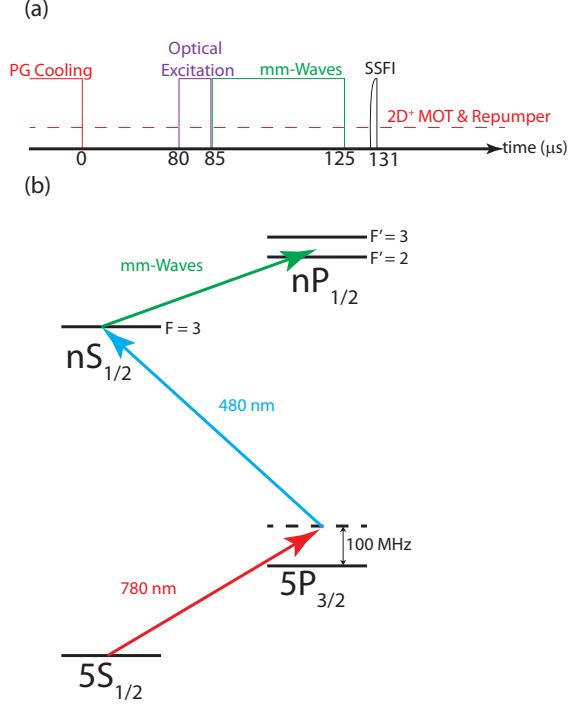 (a)
Optical
PG Cooling Excitation mm-Waves SSFI
2D⁺ MOT & Repumper
time (μs)
0 80 85 125 131
(b)
F' = 3
mm-Waves
F' = 2
nP1/2
F = 3
nS1/2
480 nm
100 MHz
780 nm
5P3/2
5S1/2